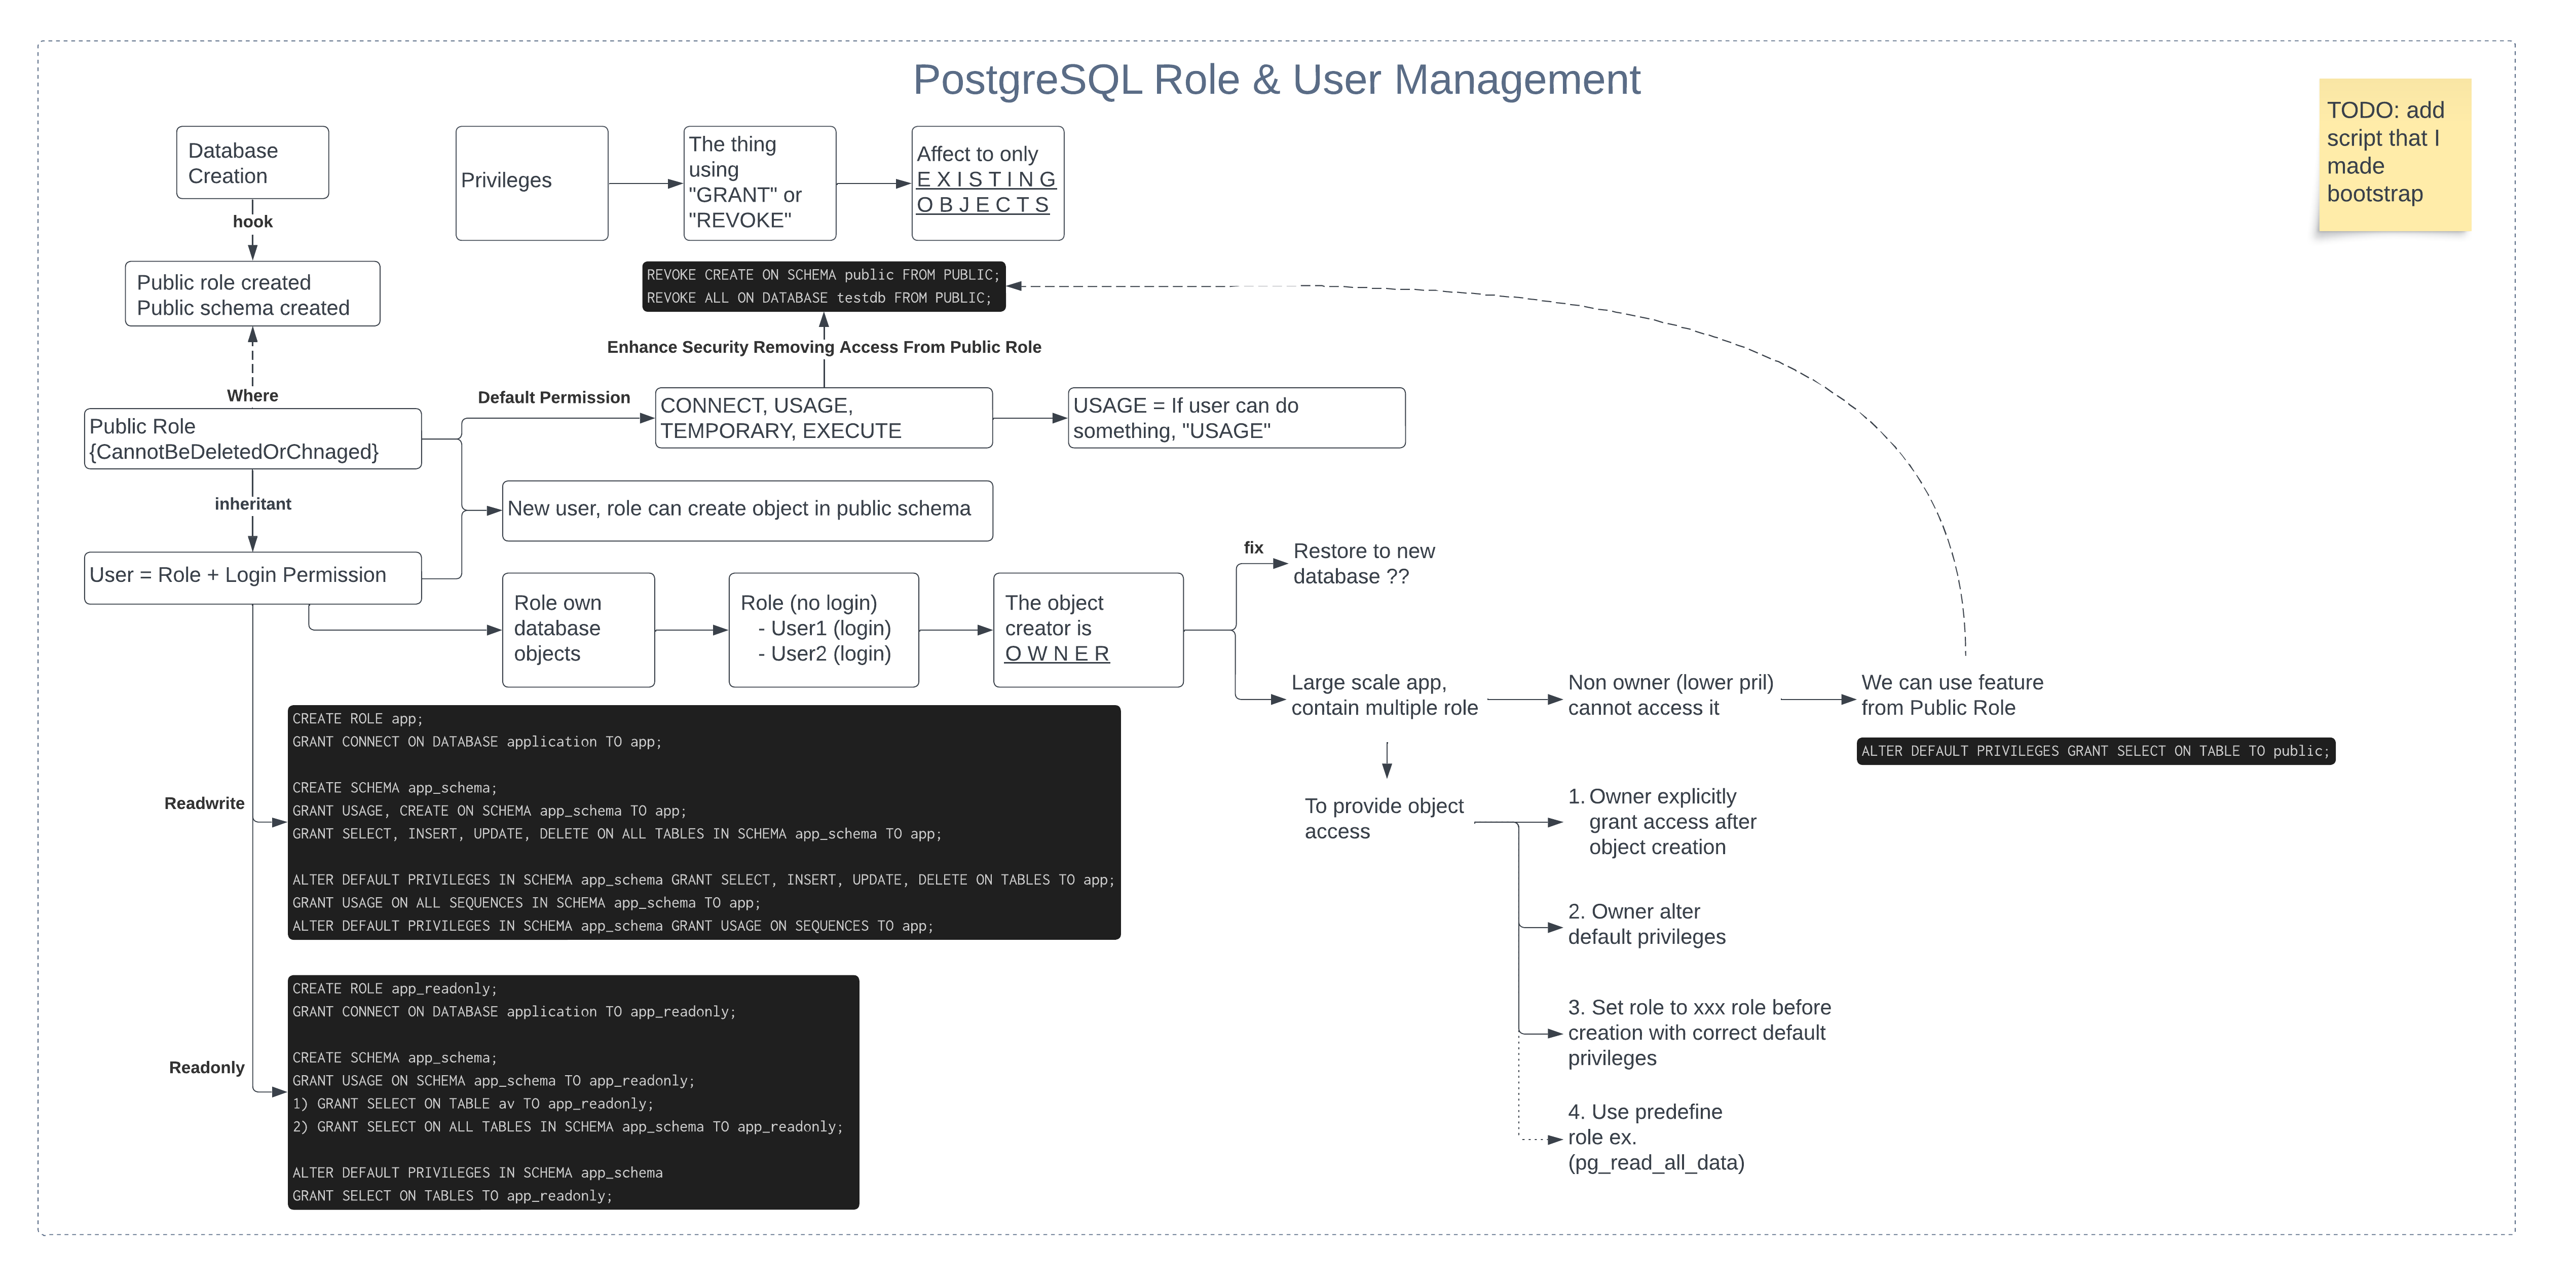 PostgreSQL Role & User Management
TODO: add
script that I
made
bootstrap
Database
Creation
hook
Public role created
Public schema created
Where
Public Role
{CannotBeDeletedOrChnaged}
inheritant
User = Role + Login Permission
Privileges
The thing
using
"GRANT" or
"REVOKE"
Affect to only
E X I S T I N G
O B J E C T S
REVOKE CREATE ON SCHEMA public FROM PUBLIC;
REVOKE ALL ON DATABASE testdb FROM PUBLIC;
Enhance Security Removing Access From Public Role
Default Permission
CONNECT, USAGE,
TEMPORARY, EXECUTE
USAGE = If user can do
something, "USAGE"
New user, role can create object in public schema
Role own
database
objects
Role (no login)
- User1 (login)
- User2 (login)
The object
creator is
O W N E R
fix
Restore to new
database ??
Large scale app,
contain multiple role
Non owner (lower pril)
cannot access it
We can use feature
from Public Role
ALTER DEFAULT PRIVILEGES GRANT SELECT ON TABLE TO public;
To provide object
access
1. Owner explicitly
grant access after
object creation
2. Owner alter
default privileges
3. Set role to xxx role before
creation with correct default
privileges
4. Use predefine
role ex.
(pg_read_all_data)
Readwrite
CREATE ROLE app;
GRANT CONNECT ON DATABASE application TO app;
CREATE SCHEMA app_schema;
GRANT USAGE, CREATE ON SCHEMA app_schema TO app;
GRANT SELECT, INSERT, UPDATE, DELETE ON ALL TABLES IN SCHEMA app_schema TO app;
ALTER DEFAULT PRIVILEGES IN SCHEMA app_schema GRANT SELECT, INSERT, UPDATE, DELETE ON TABLES TO app;
GRANT USAGE ON ALL SEQUENCES IN SCHEMA app_schema TO app;
ALTER DEFAULT PRIVILEGES IN SCHEMA app_schema GRANT USAGE ON SEQUENCES TO app;
Readonly
CREATE ROLE app_readonly;
GRANT CONNECT ON DATABASE application TO app_readonly;
CREATE SCHEMA app_schema;
GRANT USAGE ON SCHEMA app_schema TO app_readonly;
1) GRANT SELECT ON TABLE av TO app_readonly;
2) GRANT SELECT ON ALL TABLES IN SCHEMA app_schema TO app_readonly;
ALTER DEFAULT PRIVILEGES IN SCHEMA app_schema
GRANT SELECT ON TABLES TO app_readonly;